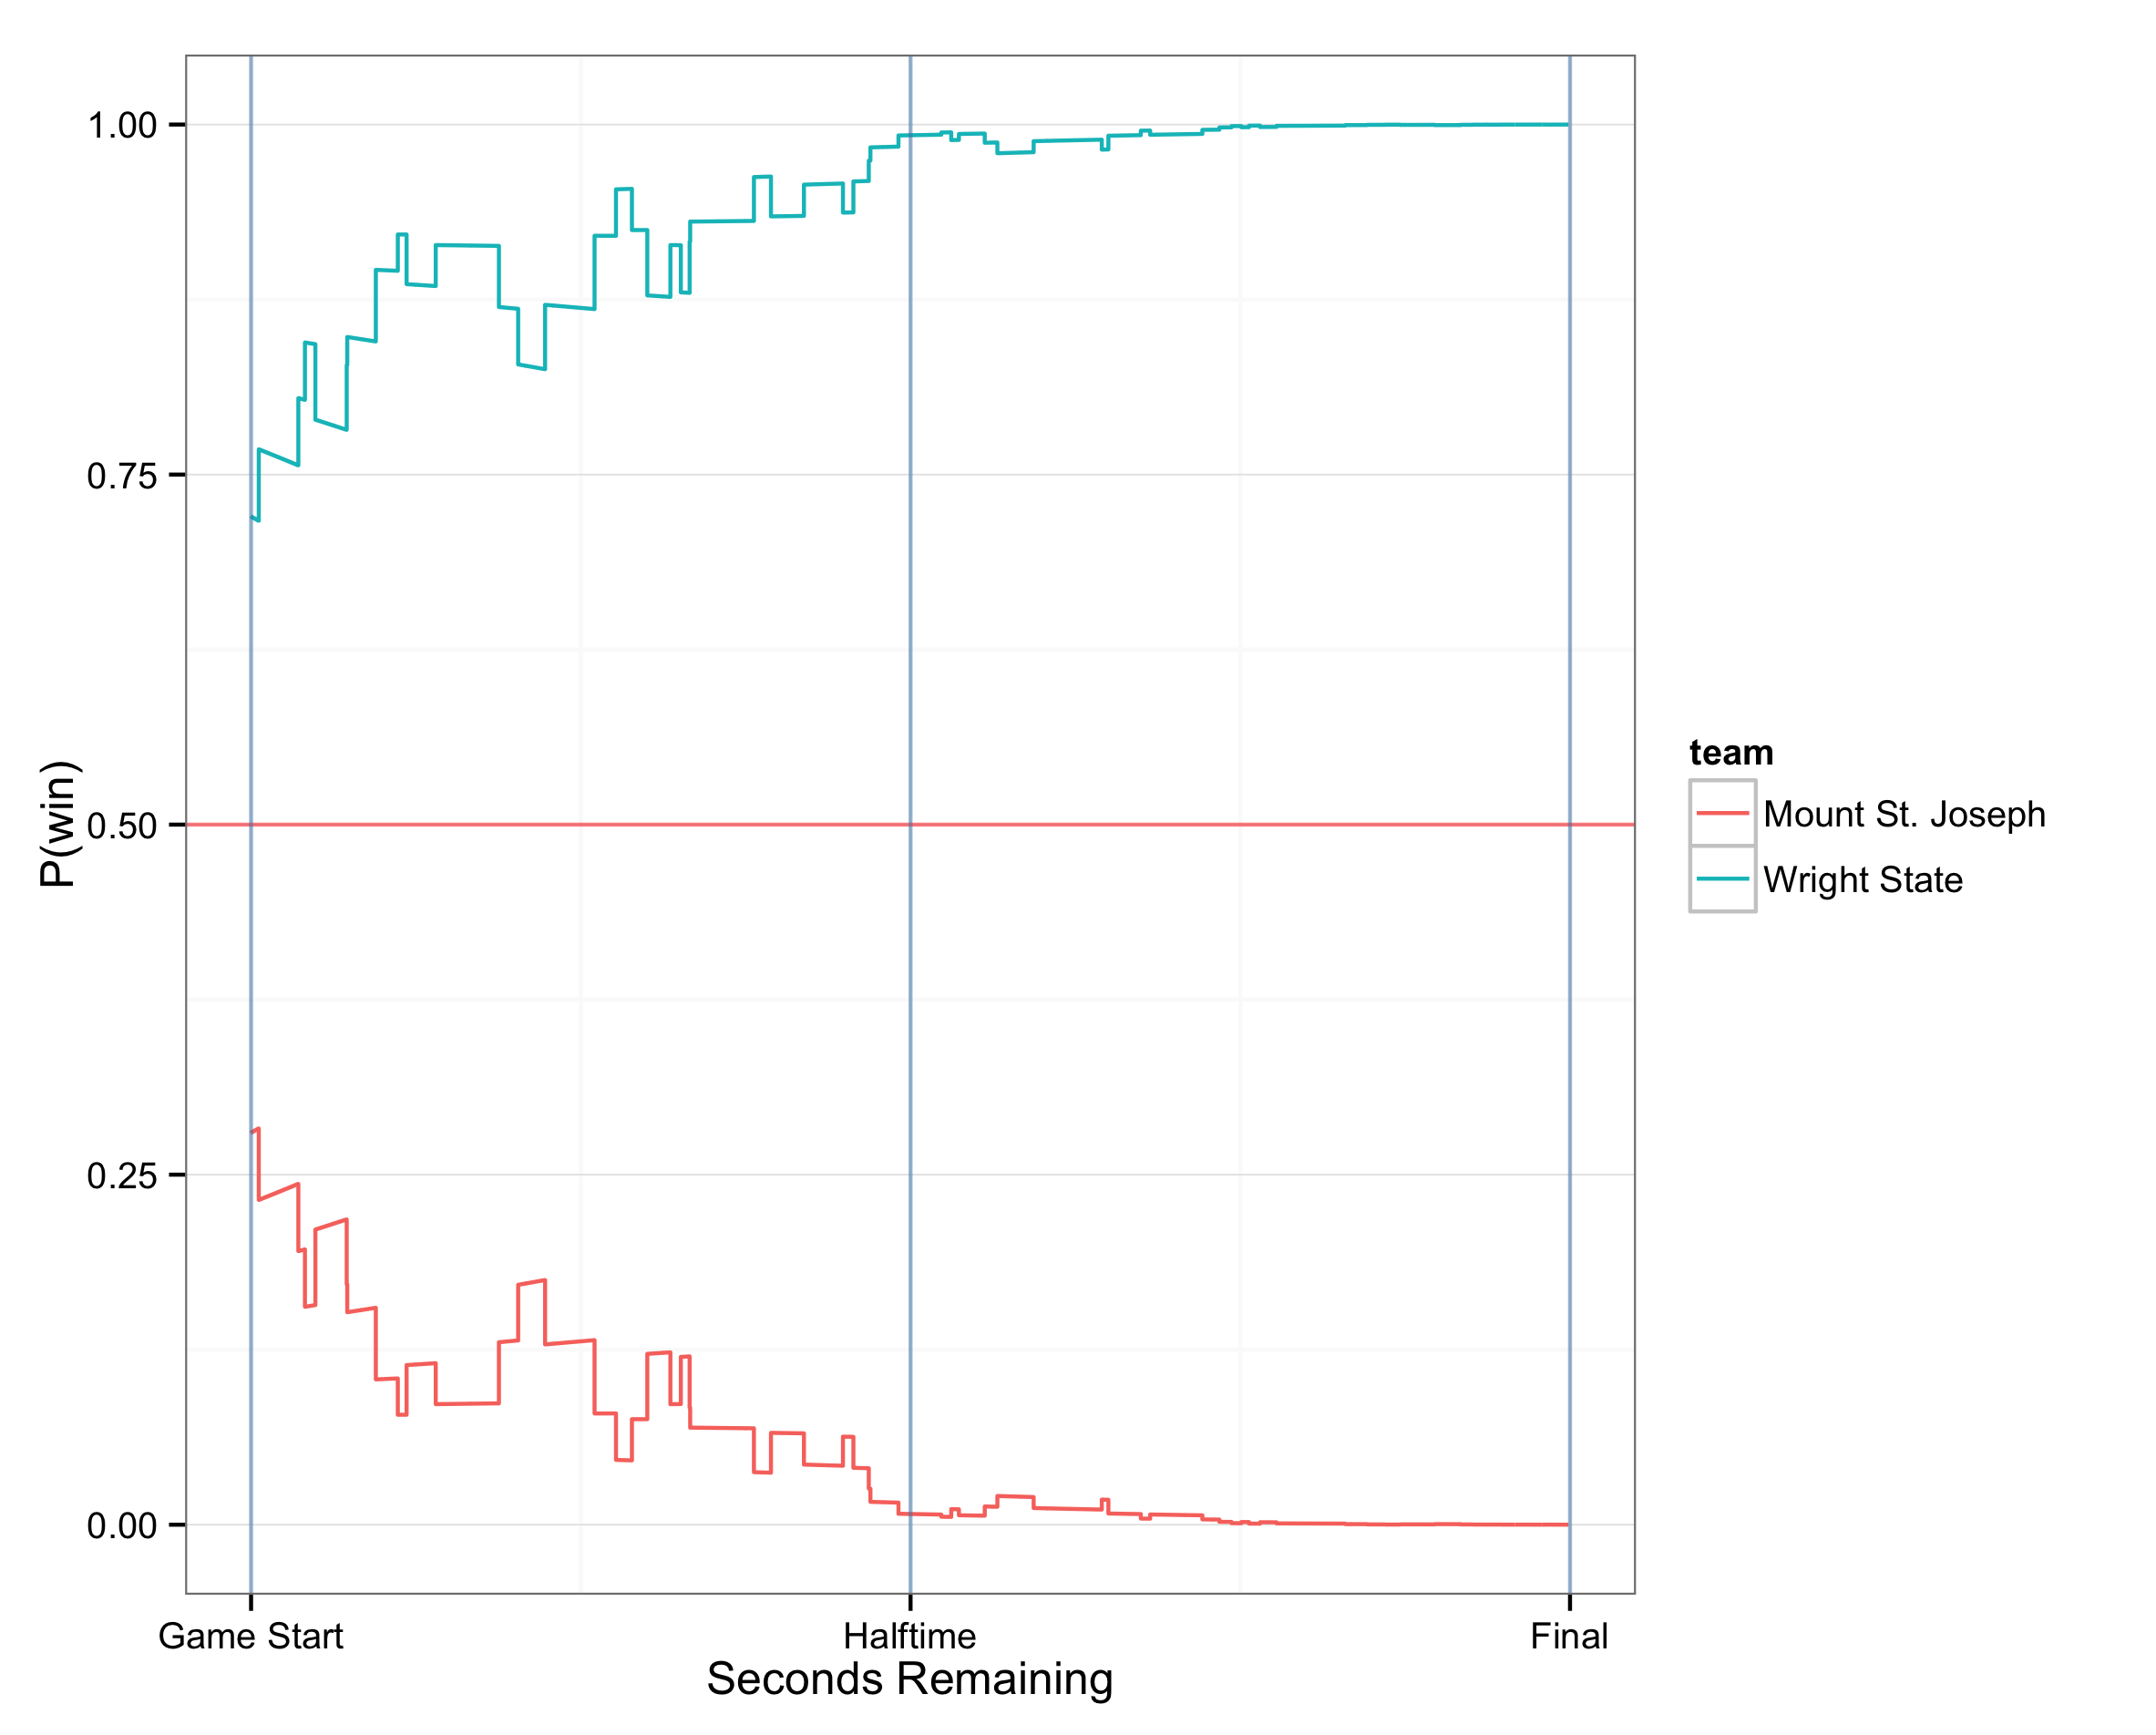 1.00
0.75
0.50
0.25
0.00
P(win)
Game Start
Halftime
Final
Seconds Remaining
team
Mount St. Joseph
Wright State